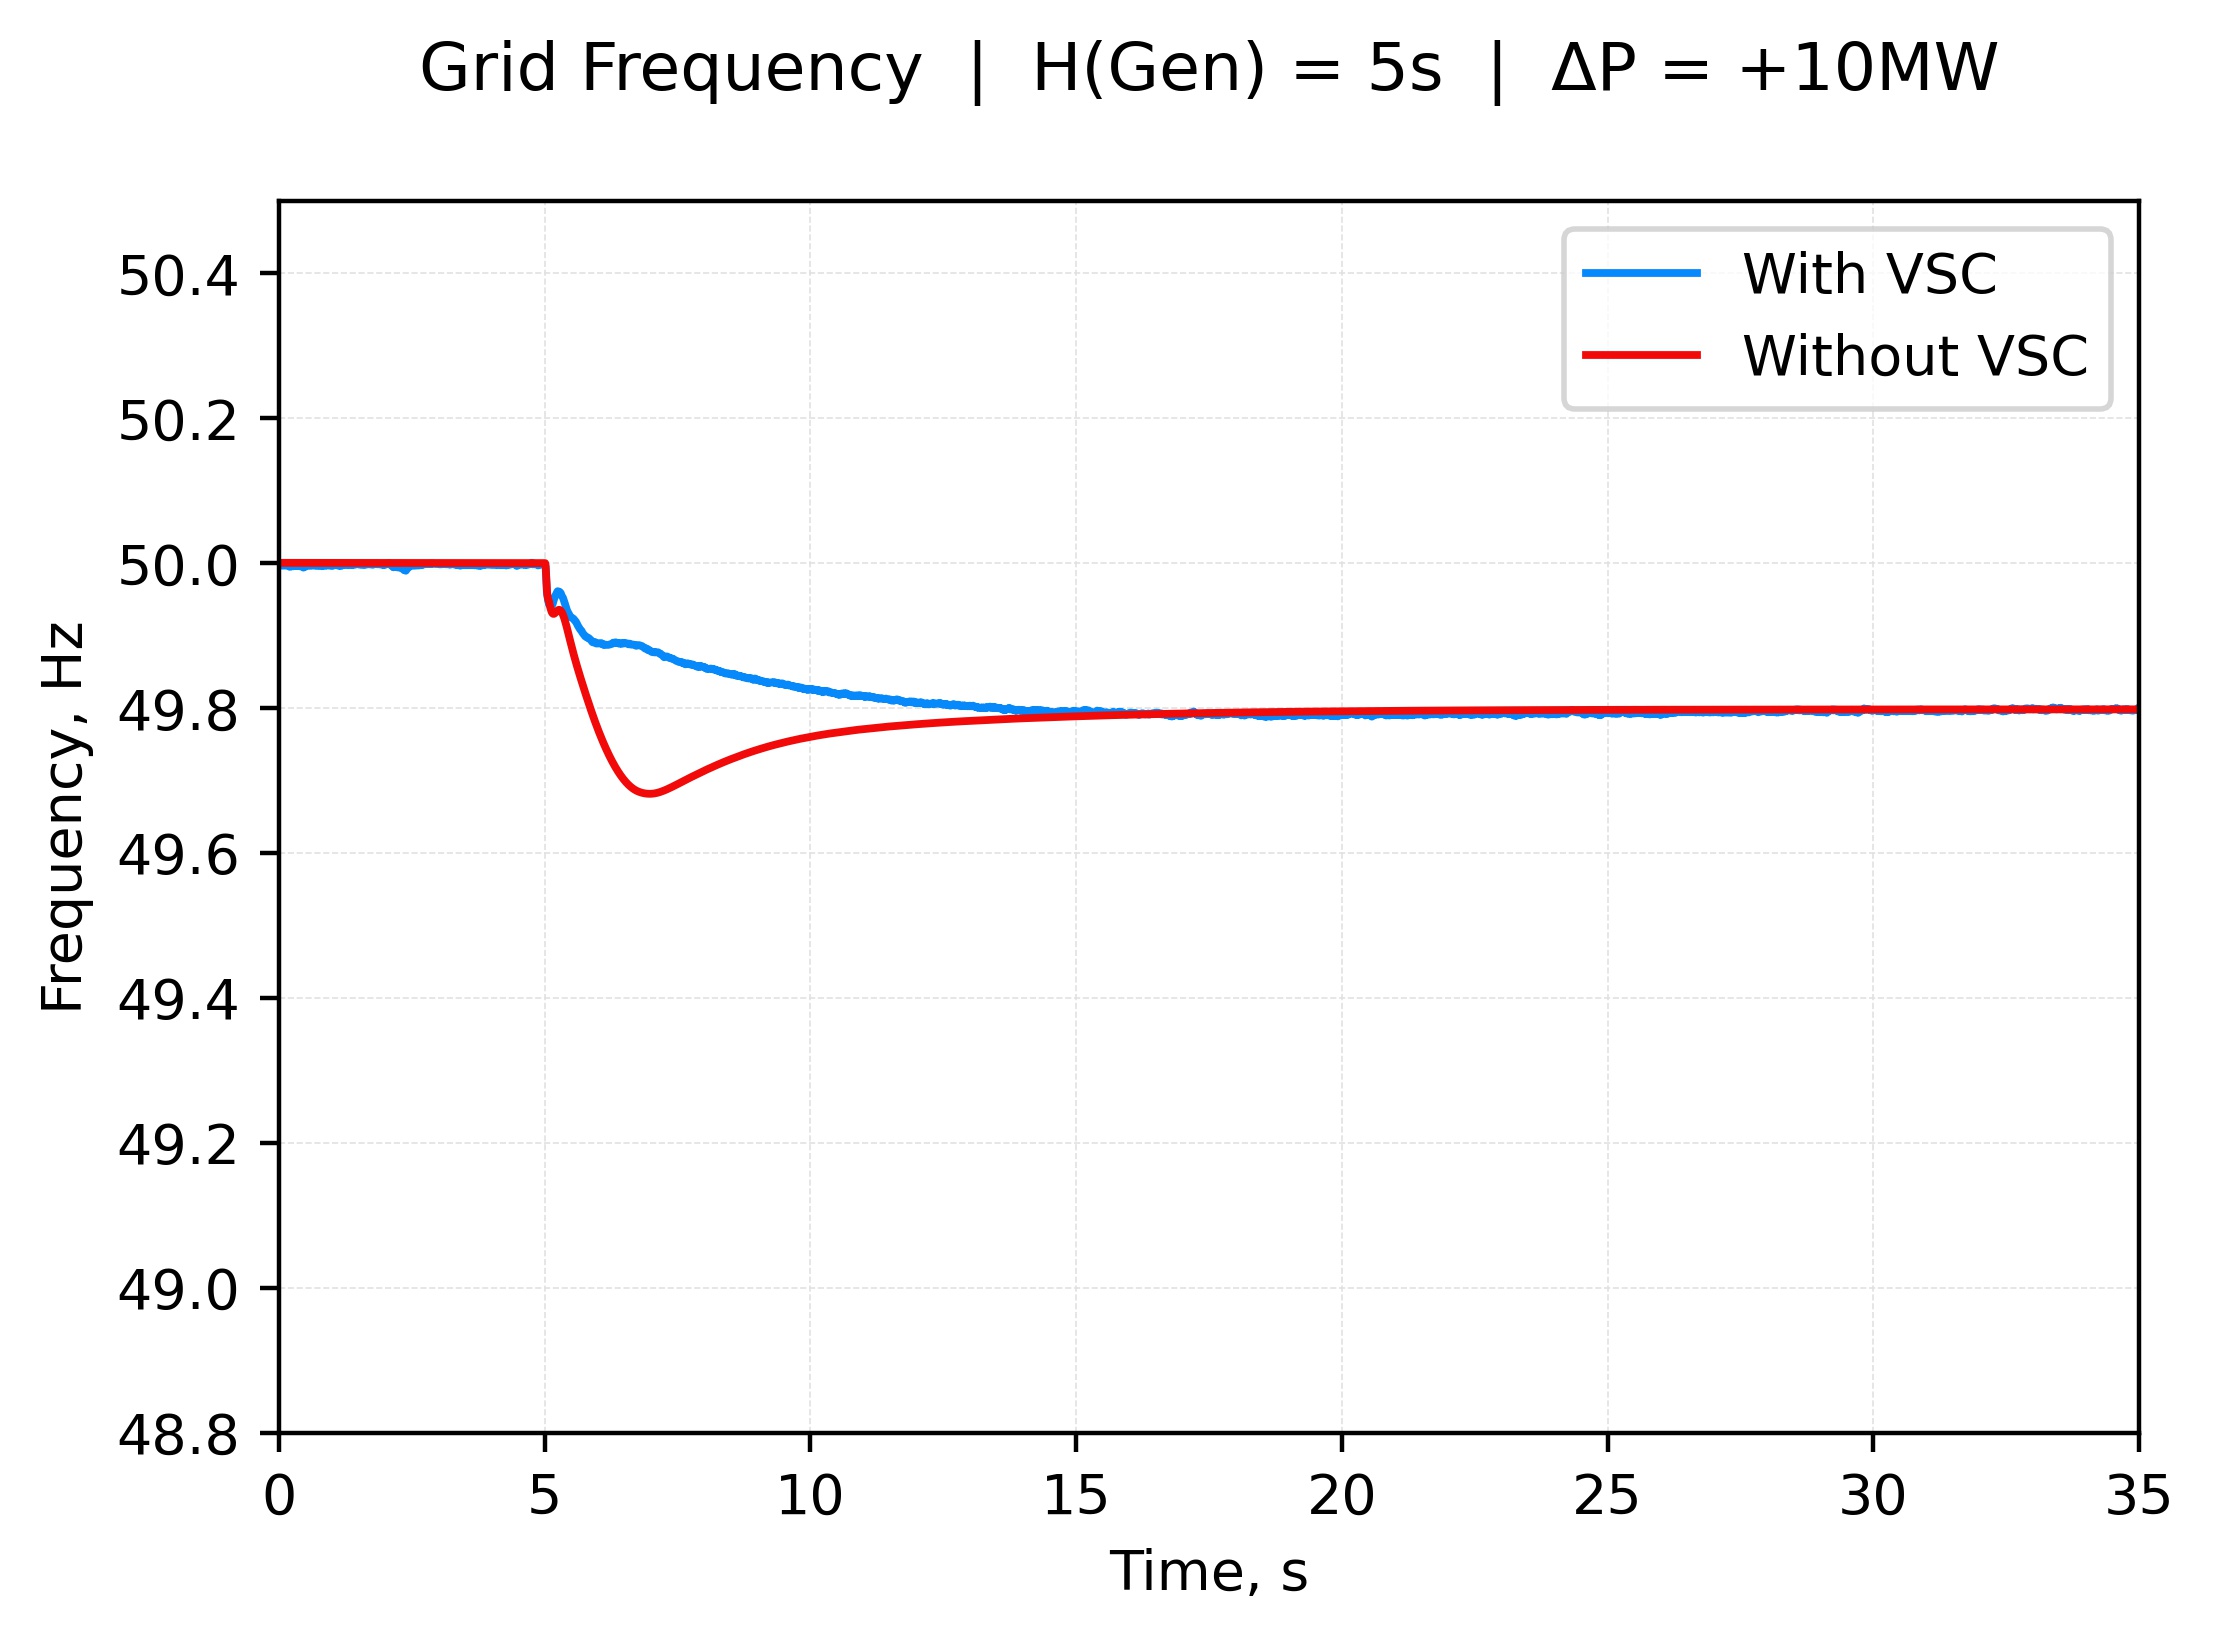 Grid Frequency | H(Gen) = 5s | ΔP = +10MW
With VSC
Without VSC
Frequency, Hz
50.4
50.2
50.0
49.8
49.6
49.4
49.2
49.0
48.8
0 5 10 15 20 25 30 35
Time, s